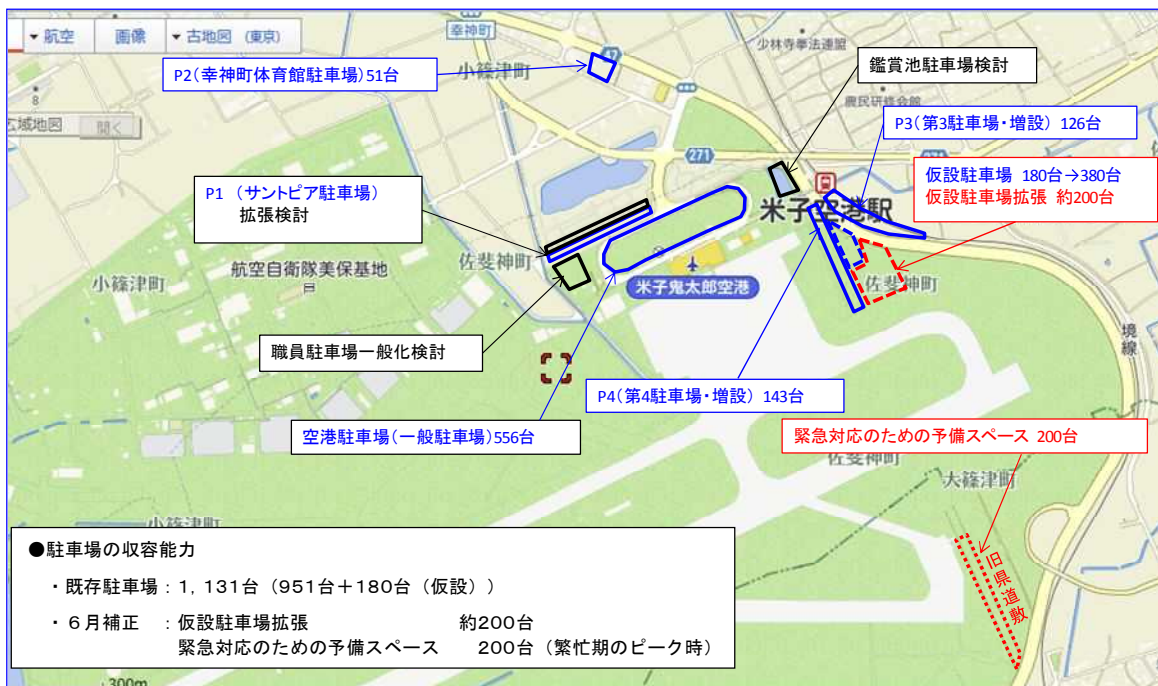 航空
画像
古地図 (東京)
8
広域地図
開く
幸神町
小篠津町
47
P2(幸神町体育館駐車場)51台
少林寺拳法連盟
農民研修会館
鑑賞池駐車場検討
P3(第3駐車場・増設) 126台
271
271
P1 (サントピア駐車場)
拡張検討
仮設駐車場 180台→380台
仮設駐車場拡張 約200台
米子空港駅
佐斐神町
佐斐神町
航空自衛隊美保基地
小篠津町
米子鬼太郎空港
境線
職員駐車場一般化検討
P4(第4駐車場・増設) 143台
空港駐車場(一般駐車場)556台
緊急対応のための予備スペース 200台
佐斐神町
大篠津町
旧県道敷
小篠津町
●駐車場の収容能力
・既存駐車場：1，131台（951台＋180台（仮設））
・６月補正 ：仮設駐車場拡張 約200台
緊急対応のための予備スペース 200台（繁忙期のピーク時）
300m